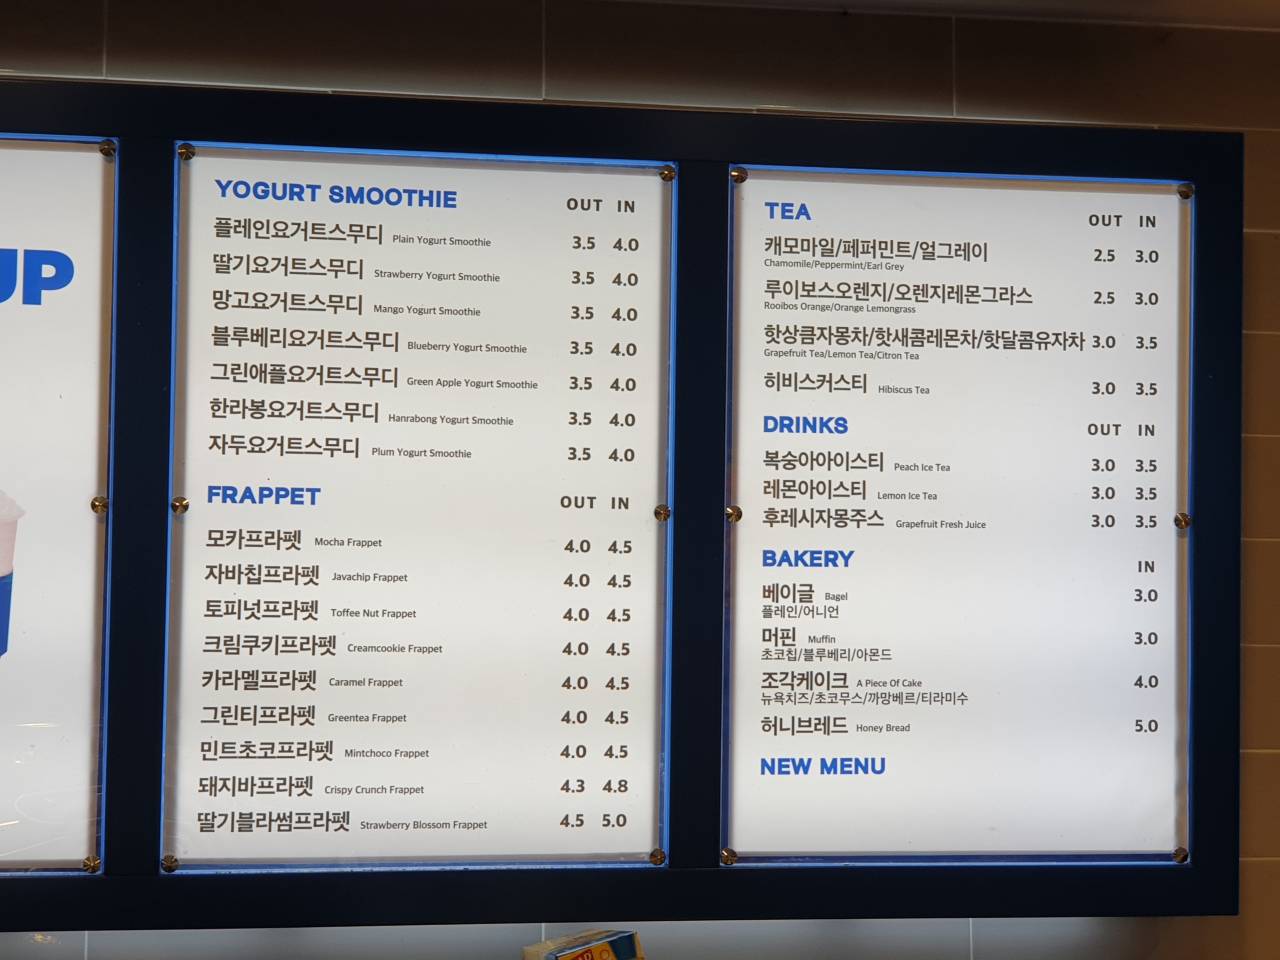 UP
YOGURT SMOOTHIE OUT IN
플레인요거트스무디 Plain Yogurt Smoothie 3.5 4.0
딸기요거트스무디 Strawberry Yogurt Smoothie 3.5 4.0
망고요거트스무디 Mango Yogurt Smoothie 3.5 4.0
블루베리요거트스무디 Blueberry Yogurt Smoothie 3.5 4.0
그린애플요거트스무디 Green Apple Yogurt Smoothie 3.5 4.0
한라봉요거트스무디 Hanrabong Yogurt Smoothie 3.5 4.0
자두요거트스무디 Plum Yogurt Smoothie 3.5 4.0
FRAPPET OUT IN
모카프라펫 Mocha Frappet 4.0 4.5
자바칩프라펫 Javachip Frappet 4.0 4.5
토피넛프라펫 Toffee Nut Frappet 4.0 4.5
크림쿠키프라펫 Creamcookie Frappet 4.0 4.5
카라멜프라펫 Caramel Frappet 4.0 4.5
그린티프라펫 Greentea Frappet 4.0 4.5
민트초코프라펫 Mintchoco Frappet 4.0 4.5
돼지바프라펫 Crispy Crunch Frappet 4.3 4.8
딸기블라썸프라펫 Strawberry Blossom Frappet 4.5 5.0
TEA OUT IN
캐모마일/페퍼민트/얼그레이 2.5 3.0
Chamomile/Peppermint/Earl Grey
루이보스오렌지/오렌지레몬그라스 2.5 3.0
Rooibos Orange/Orange Lemongrass
핫상큼자몽차/핫새콤레몬차/핫달콤유자차 3.0 3.5
Grapefruit Tea/Lemon Tea/Citron Tea
히비스커스티 Hibiscus Tea 3.0 3.5
DRINKS OUT IN
복숭아아이스티 Peach Ice Tea 3.0 3.5
레몬아이스티 Lemon Ice Tea 3.0 3.5
후레시자몽주스 Grapefruit Fresh Juice 3.0 3.5
BAKERY IN
베이글 Bagel 3.0
플레인/어니언
머핀 Muffin 3.0
초코칩/블루베리/아몬드
조각케이크 A Piece Of Cake 4.0
뉴욕치즈/초코무스/까망베르/티라미수
허니브레드 Honey Bread 5.0
NEW MENU